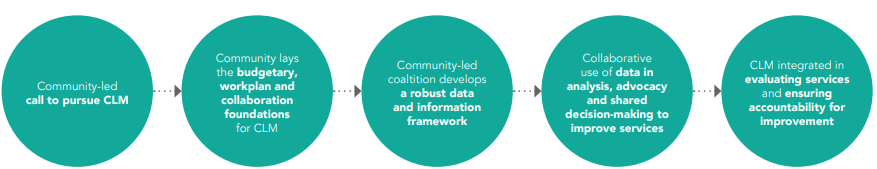 Community-led
call to pursue CLM
Community lays
the budgetary,
workplan and
collaboration
foundations
for CLM
Community-led
coaltition develops
a robust data
and information
framework
Collaborative
use of data in
analysis, advocacy
and shared
decision-making to
improve services
CLM integrated in
evaluating services
and ensuring
accountability for
improvement